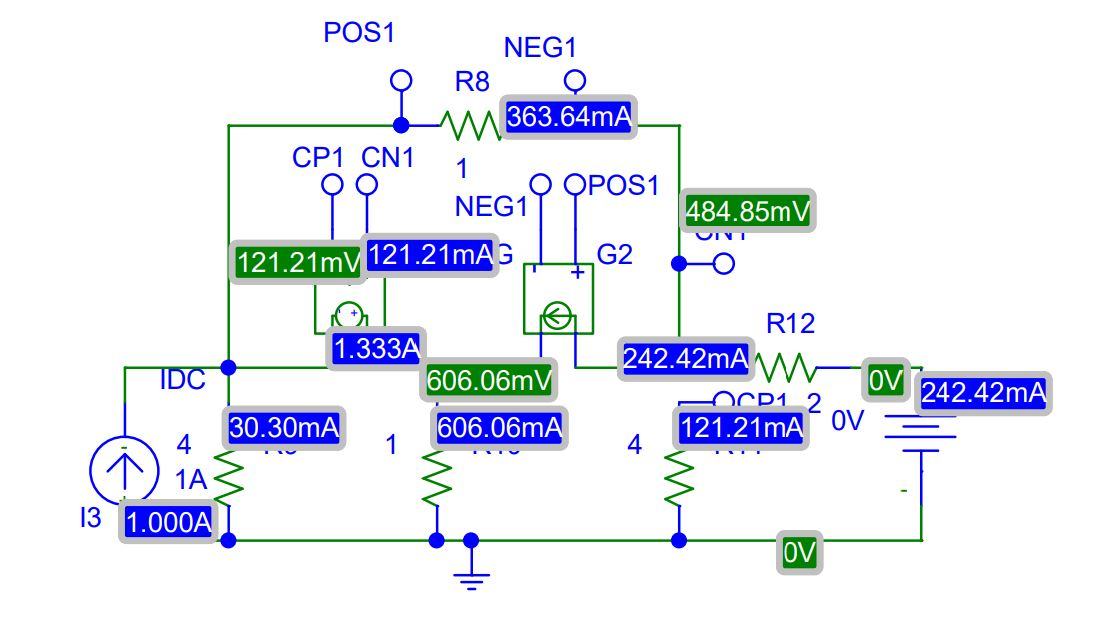 POS1
NEG1
R8
363.64mA
CP1 CN1
1
NEG1
POS1
484.85mV
CN1
121.21mV
121.21mA
G
G2
1.333A
IDC
606.06mV
242.42mA
R12
0V
242.42mA
CP1
2
0V
30.30mA
606.06mA
121.21mA
4
1
4
1A
I3
1.000A
0V